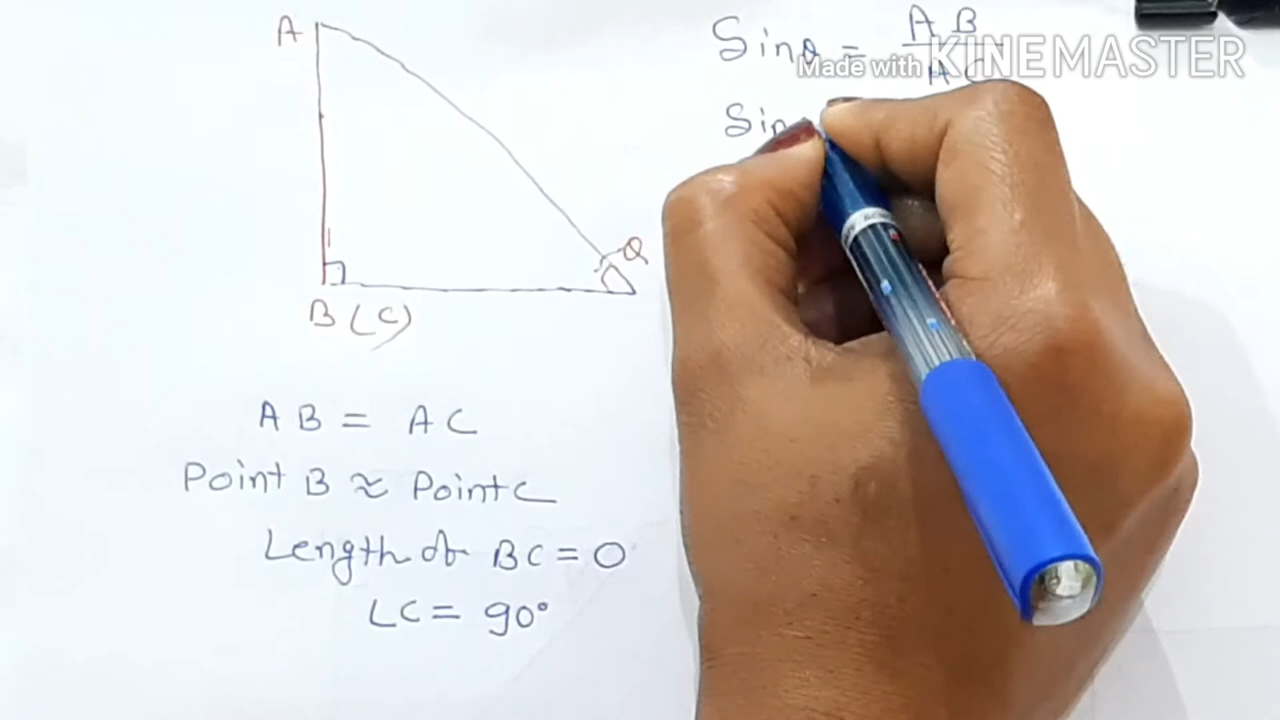 A
Q
B (C)
AB = AC
Point B ≈ Point C
Length of BC = 0
∠C = 90°
Sinθ = AB
AC
Sin
Made with KINEMASTER